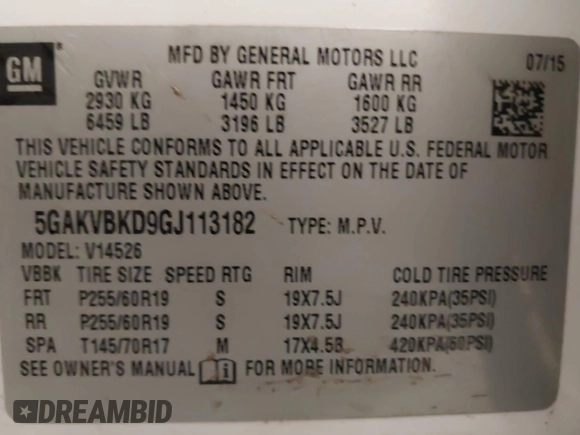 GM
®
MFD BY GENERAL MOTORS LLC 07/15
GVWR GAWR FRT GAWR RR
2930 KG 1450 KG 1600 KG
6459 LB 3196 LB 3527 LB
THIS VEHICLE CONFORMS TO ALL APPLICABLE U.S. FEDERAL MOTOR
VEHICLE SAFETY STANDARDS IN EFFECT ON THE DATE OF
MANUFACTURE SHOWN ABOVE.
5GAKVBKD9GJ113182 TYPE: M.P.V.
MODEL: V14526
VBBK TIRE SIZE SPEED RTG RIM COLD TIRE PRESSURE
FRT P255/60R19 S 19X7.5J 240KPA(35PSI)
RR P255/60R19 S 19X7.5J 240KPA(35PSI)
SPA T145/70R17 M 17X4.5B 420KPA(60PSI)
SEE OWNER'S MANUAL i FOR MORE INFORMATION.
DREAMBID